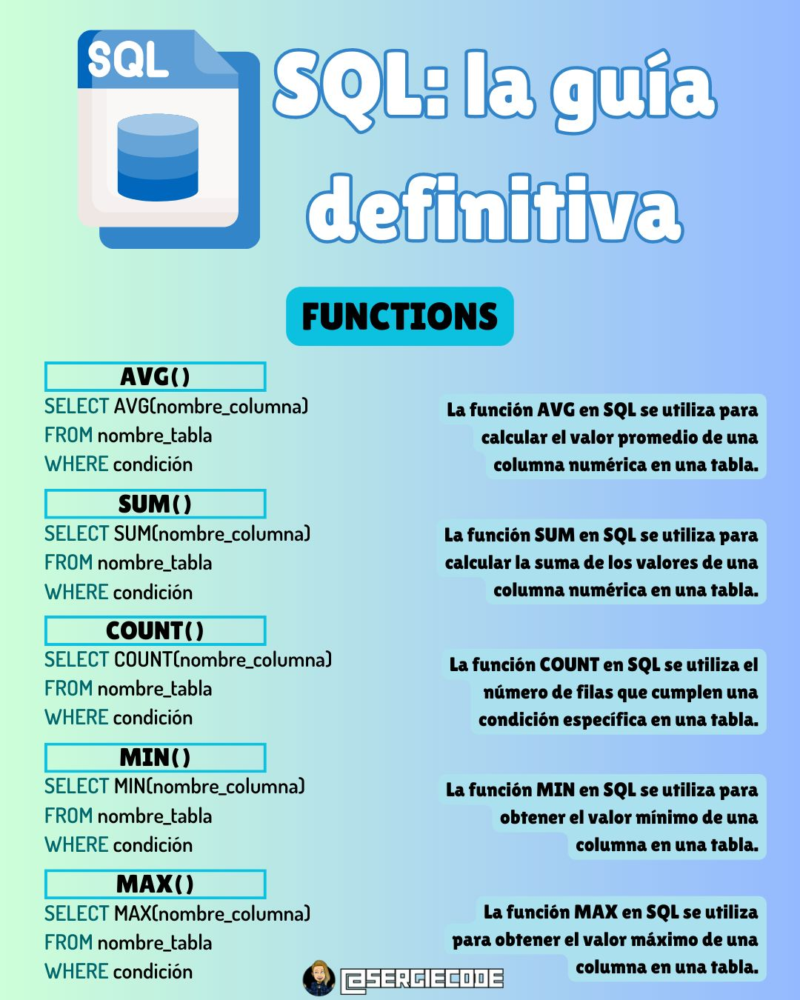 SQL
SQL: la guía
definitiva
FUNCTIONS
AVG()
SELECT AVG(nombre_columna)
FROM nombre_tabla
WHERE condición
La función AVG en SQL se utiliza para
calcular el valor promedio de una
columna numérica en una tabla.
SUM()
SELECT SUM(nombre_columna)
FROM nombre_tabla
WHERE condición
La función SUM en SQL se utiliza para
calcular la suma de los valores de una
columna numérica en una tabla.
COUNT()
SELECT COUNT(nombre_columna)
FROM nombre_tabla
WHERE condición
La función COUNT en SQL se utiliza el
número de filas que cumplen una
condición específica en una tabla.
MIN()
SELECT MIN(nombre_columna)
FROM nombre_tabla
WHERE condición
La función MIN en SQL se utiliza para
obtener el valor mínimo de una
columna en una tabla.
MAX()
SELECT MAX(nombre_columna)
FROM nombre_tabla
WHERE condición
La función MAX en SQL se utiliza
para obtener el valor máximo de una
columna en una tabla.
@SERGIECODE